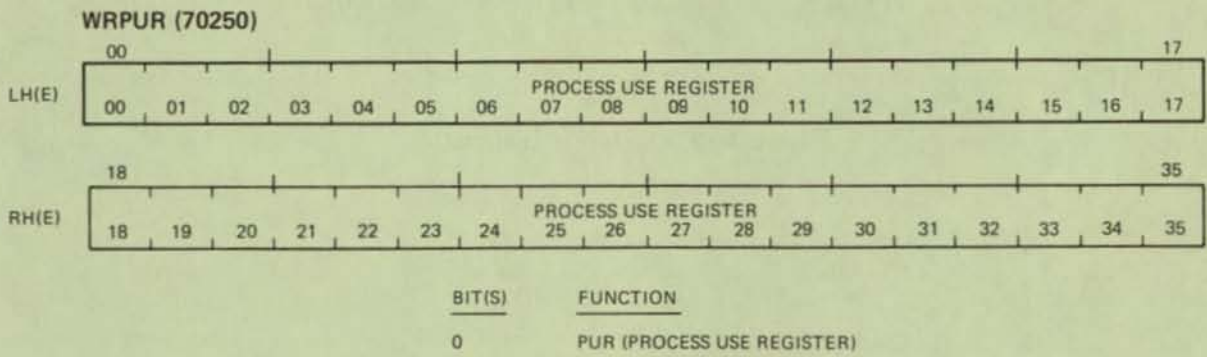 WRPUR (70250)
00 17
PROCESS USE REGISTER
LH(E)
00 01 02 03 04 05 06 07 08 09 10 11 12 13 14 15 16 17
18 35
PROCESS USE REGISTER
RH(E)
18 19 20 21 22 23 24 25 26 27 28 29 30 31 32 33 34 35
BIT(S) FUNCTION
0 PUR (PROCESS USE REGISTER)